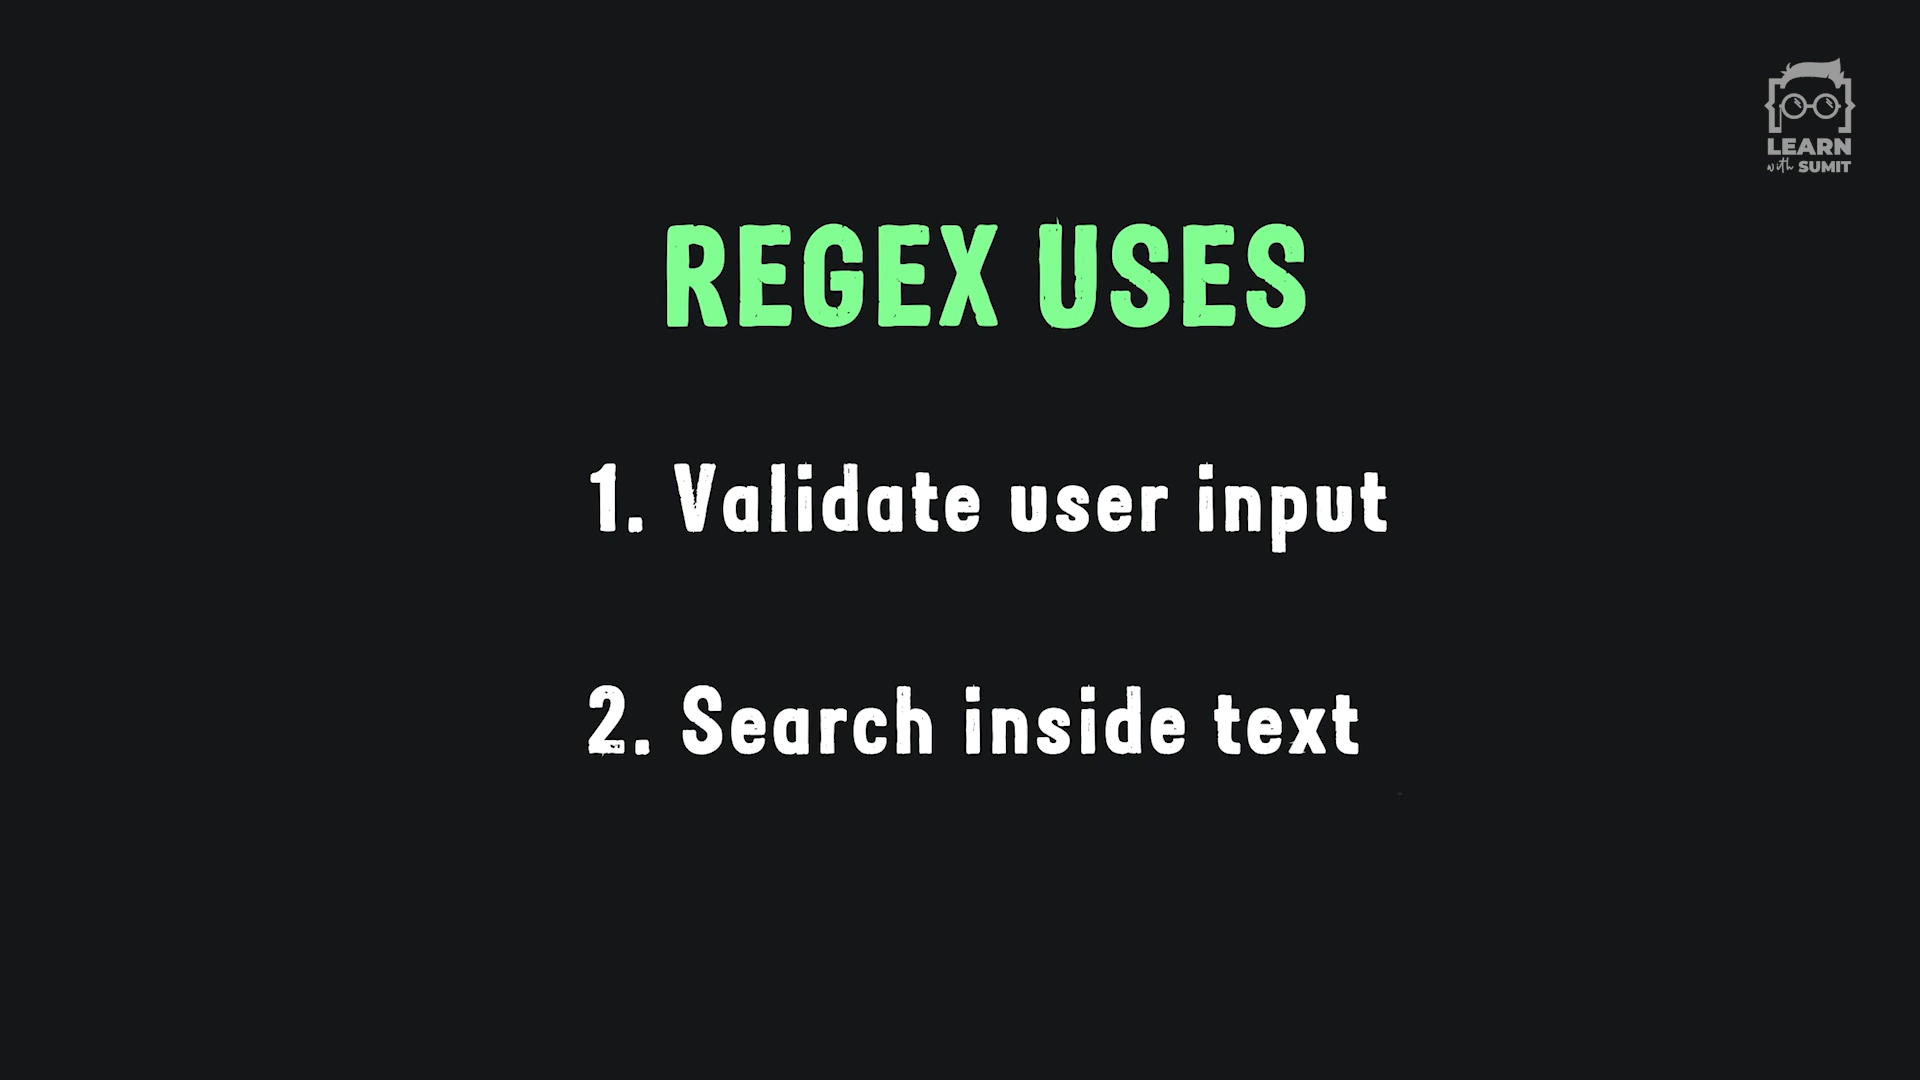 LEARN
with SUMIT
REGEX USES
1. Validate user input
2. Search inside text